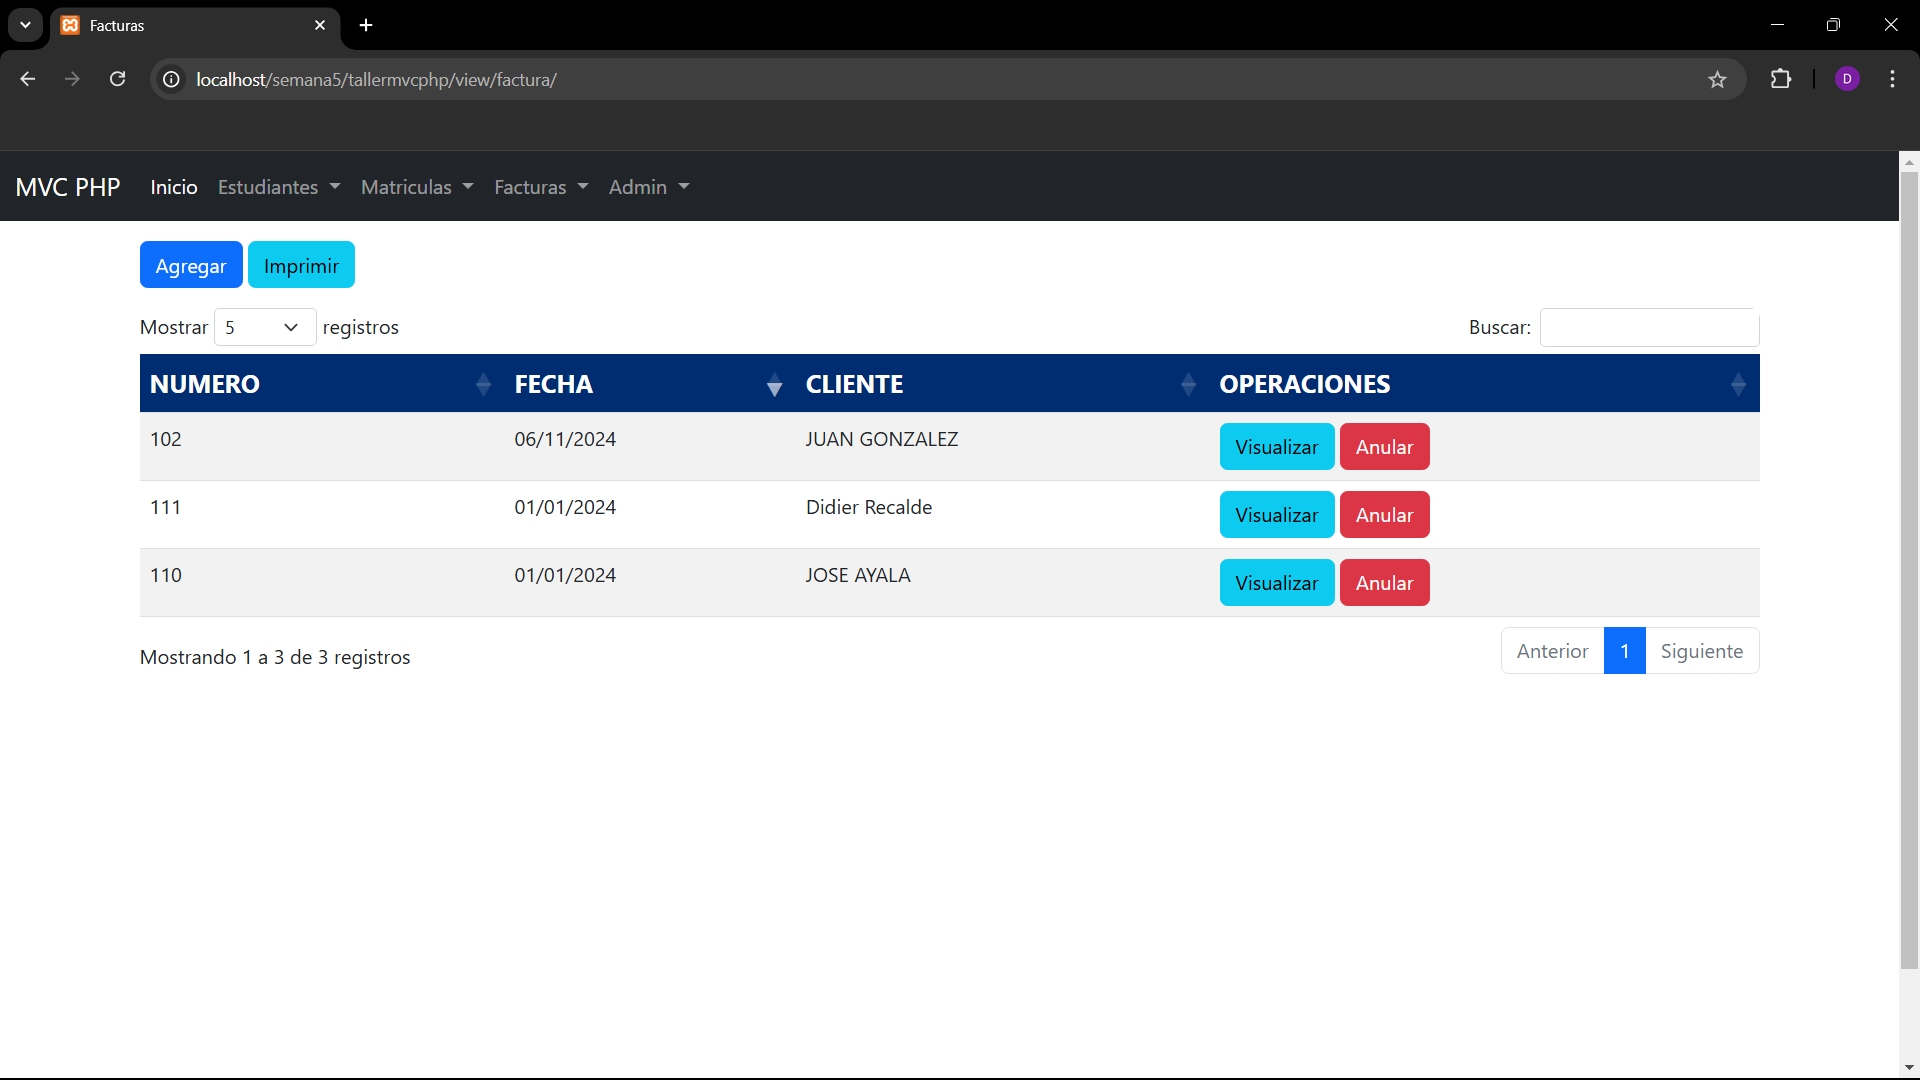 Facturas
localhost/semana5/tallermvcphp/view/factura/
D
MVC PHP Inicio Estudiantes Matriculas Facturas Admin
Agregar Imprimir
Mostrar 5 registros Buscar:
NUMERO FECHA CLIENTE OPERACIONES
102 06/11/2024 JUAN GONZALEZ Visualizar Anular
111 01/01/2024 Didier Recalde Visualizar Anular
110 01/01/2024 JOSE AYALA Visualizar Anular
Mostrando 1 a 3 de 3 registros Anterior 1 Siguiente